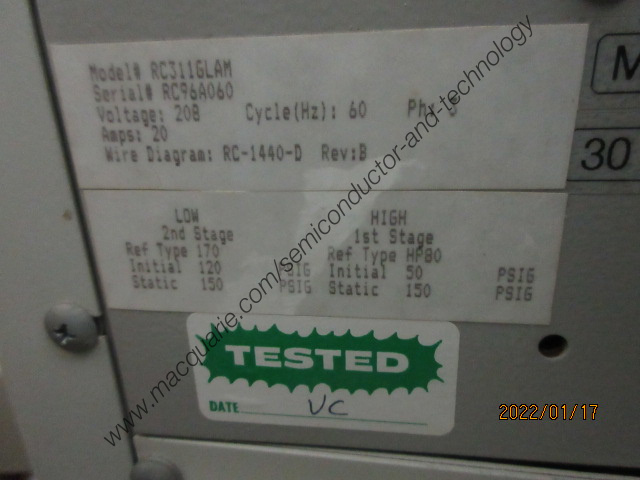 Model# RC311GLAM
Serial# RC96A060
Voltage: 208 Cycle(Hz): 60 Ph:
Amps: 20
Wire Diagram: RC-1440-D Rev:B
M
30
LOW HIGH
2nd Stage 1st Stage
Ref Type 170 Ref Type HP80
Initial 120 PSIG Initial 50 PSIG
Static 150 PSIG Static 150 PSIG
TESTED
DATE VC
2022/01/17
www.macquarie.com/semiconductor-and-technology